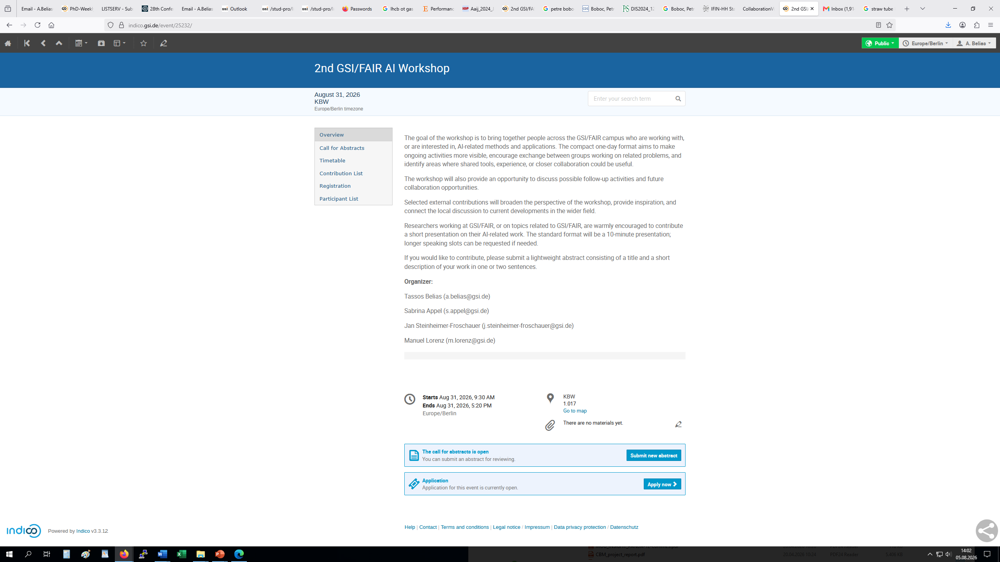 Email - A.Belias
PhD-Weekl
LISTSERV - Sub
28th Confe
Email - A.Belias
GSI Outlook
GSI /stud-pro/
GSI /stud-pro/
Passwords
lhcb ot gas
Performanc
IOP Aaij_2024_J
2nd GSI/FA
petre bobo
CDS Boboc, Petr
DIS2024_12
Boboc, Petr
IFIN-HH Sta
CollaborationVi
2nd GSI/
Inbox (1,91
straw tube
indico.gsi.de/event/25232/
Public
Europe/Berlin
A. Belias
2nd GSI/FAIR AI Workshop
August 31, 2026
KBW
Europe/Berlin timezone
Enter your search term
Overview
Call for Abstracts
Timetable
Contribution List
Registration
Participant List
The goal of the workshop is to bring together people across the GSI/FAIR campus who are working with,
or are interested in, AI-related methods and applications. The compact one-day format aims to make
ongoing activities more visible, encourage exchange between groups working on related problems, and
identify areas where shared tools, experience, or closer collaboration could be useful.
The workshop will also provide an opportunity to discuss possible follow-up activities and future
collaboration opportunities.
Selected external contributions will broaden the perspective of the workshop, provide inspiration, and
connect the local discussion to current developments in the wider field.
Researchers working at GSI/FAIR, or on topics related to GSI/FAIR, are warmly encouraged to contribute
a short presentation on their AI-related work. The standard format will be a 10-minute presentation;
longer speaking slots can be requested if needed.
If you would like to contribute, please submit a lightweight abstract consisting of a title and a short
description of your work in one or two sentences.
Organizer:
Tassos Belias (a.belias@gsi.de)
Sabrina Appel (s.appel@gsi.de)
Jan Steinheimer-Froschauer (j.steinheimer-froschauer@gsi.de)
Manuel Lorenz (m.lorenz@gsi.de)
Starts Aug 31, 2026, 9:30 AM
Ends Aug 31, 2026, 5:20 PM
Europe/Berlin
KBW
1.017
Go to map
There are no materials yet.
The call for abstracts is open
You can submit an abstract for reviewing.
Submit new abstract
Application
Application for this event is currently open.
Apply now
indico
Powered by Indico v3.3.12
Help | Contact | Terms and conditions | Legal notice / Impressum | Data privacy protection / Datenschutz
CBM_project_report.pdf
20.04.2026 10:24
PDF24 Reader
5.406 KB
14:02
05.08.2026